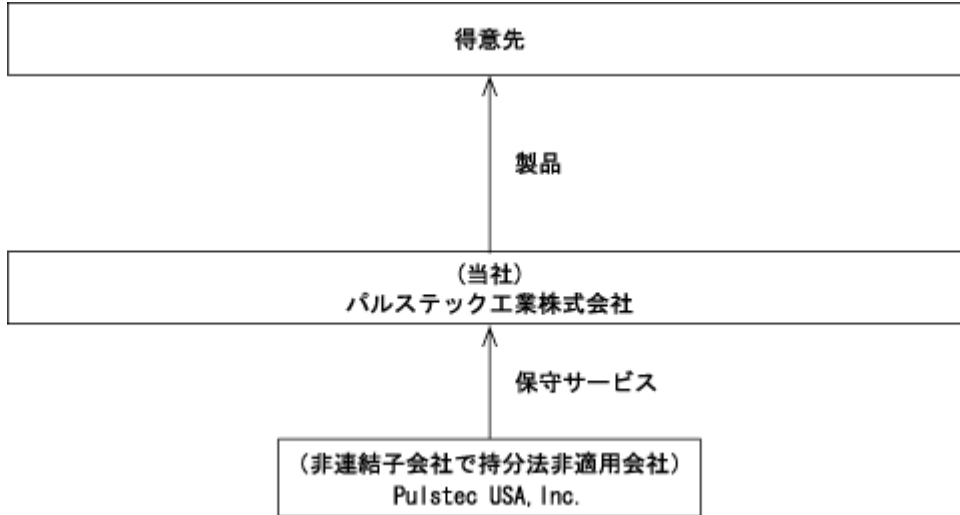 得意先
製品
(当社)
パルステック工業株式会社
保守サービス
(非連結子会社で持分法非適用会社)
Pulstec USA, Inc.